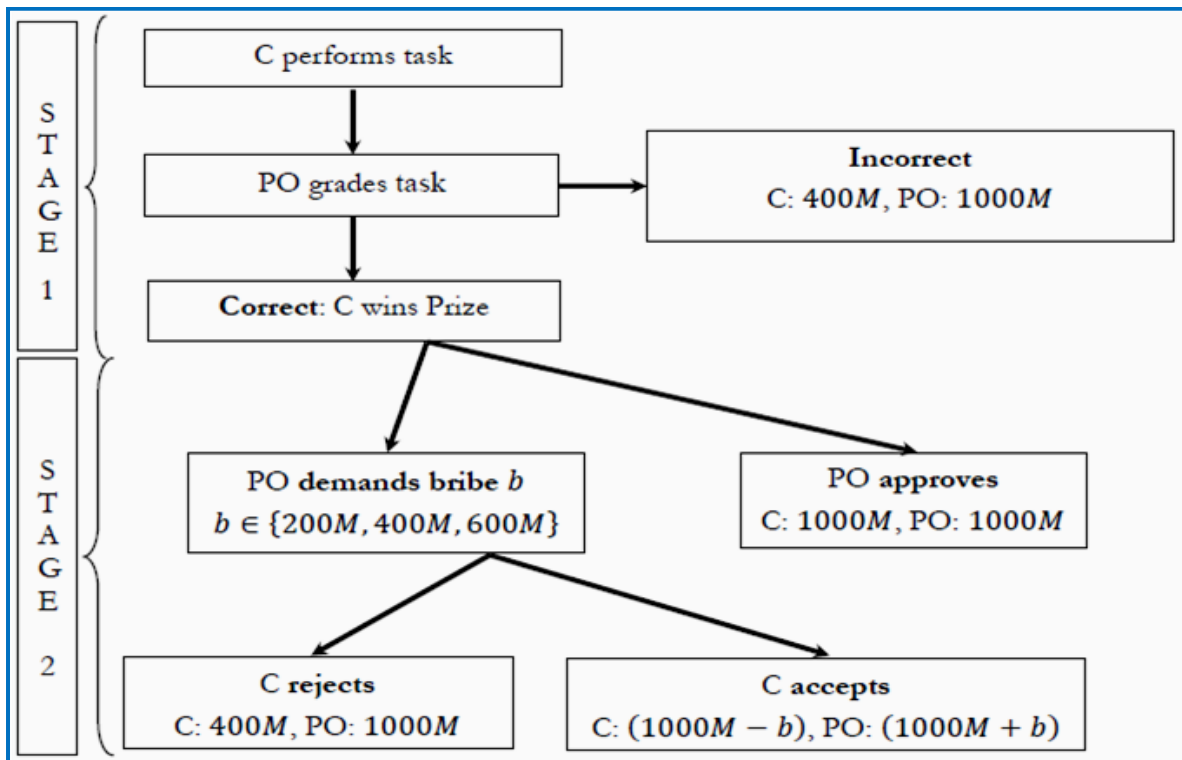 STAGE 1
C performs task
PO grades task
Incorrect
C: 400M, PO: 1000M
Correct: C wins Prize
STAGE 2
PO demands bribe b
b ∈ {200M, 400M, 600M}
PO approves
C: 1000M, PO: 1000M
C rejects
C: 400M, PO: 1000M
C accepts
C: (1000M − b), PO: (1000M + b)